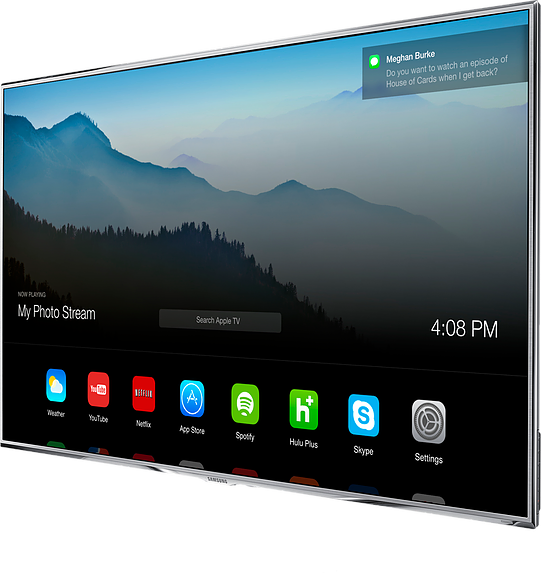 Meghan Burke
Do you want to watch an episode of
House of Cards when I get back?
NOW PLAYING
My Photo Stream
Search Apple TV
4:08 PM
Weather
YouTube
NETFLIX
Netflix
App Store
Spotify
h+
Hulu Plus
S
Skype
Settings
SAMSUNG